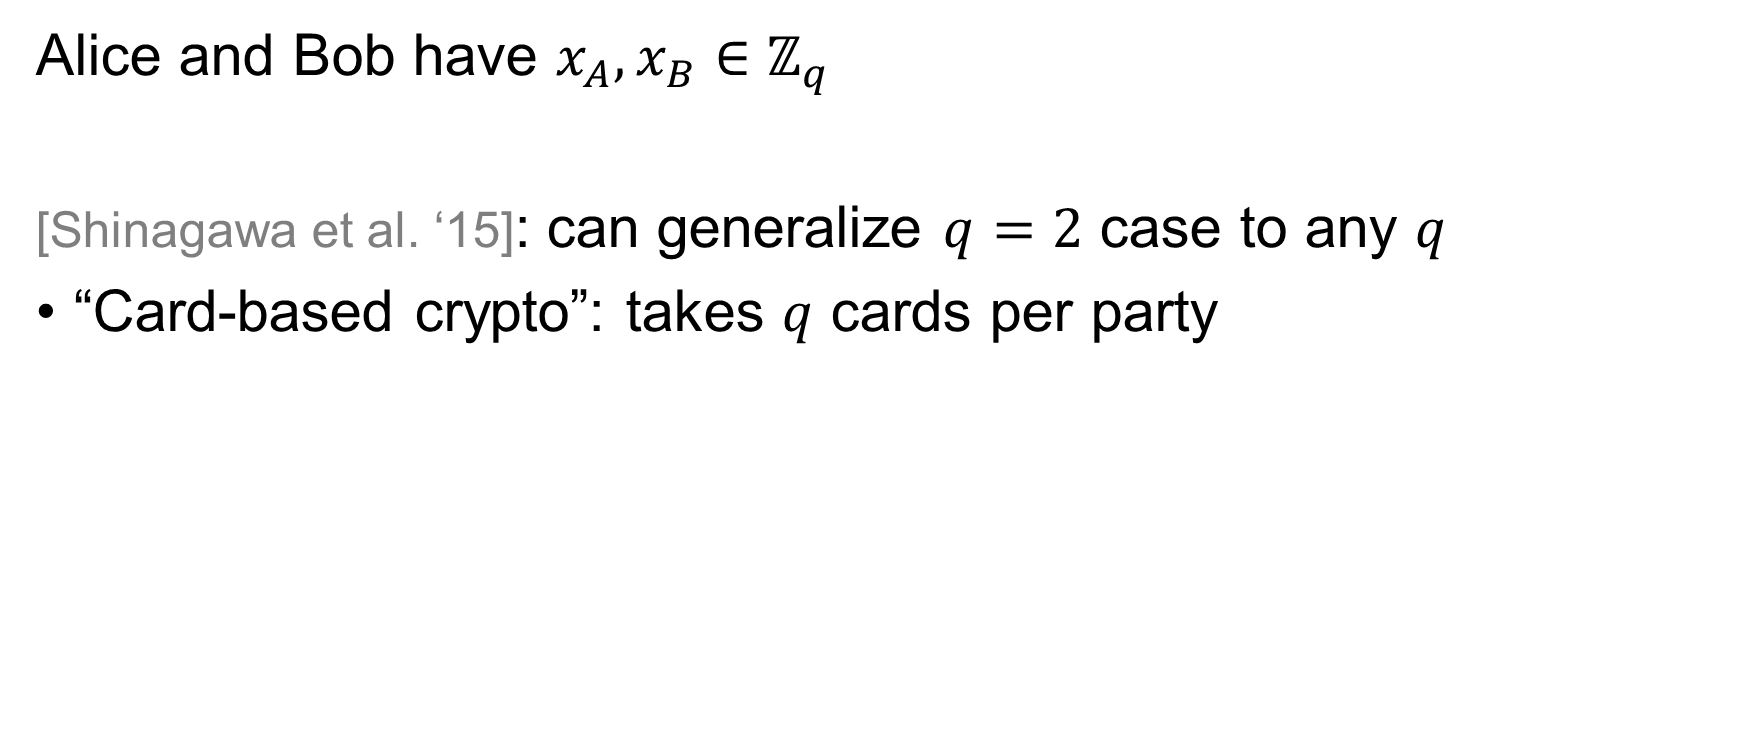 Alice and Bob have x_A, x_B ∈ ℤ_q
[Shinagawa et al. ‘15]: can generalize q = 2 case to any q
• “Card-based crypto”: takes q cards per party